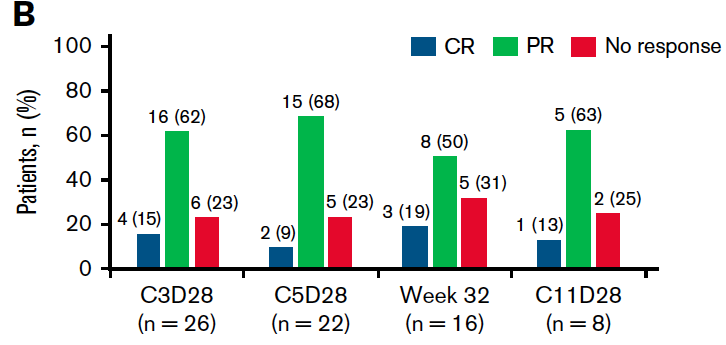 B
Patients, n (%)
100
80
60
40
20
0
CR PR No response
4 (15) 16 (62) 6 (23)
2 (9) 15 (68) 5 (23)
3 (19) 8 (50) 5 (31)
1 (13) 5 (63) 2 (25)
C3D28 C5D28 Week 32 C11D28
(n = 26) (n = 22) (n = 16) (n = 8)